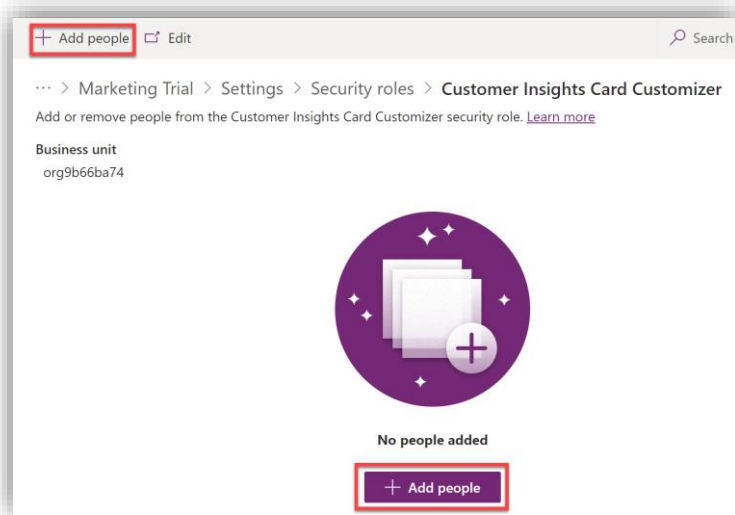 + Add people Edit Search
... > Marketing Trial > Settings > Security roles > Customer Insights Card Customizer
Add or remove people from the Customer Insights Card Customizer security role. Learn more
Business unit
org9b66ba74
No people added
+ Add people